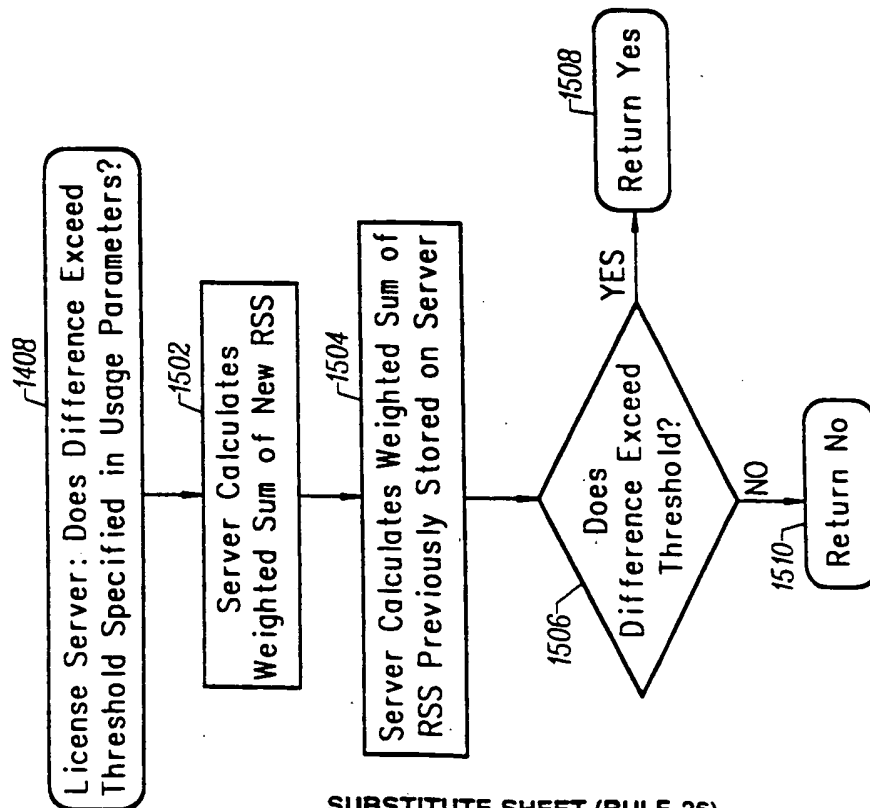 1408
License Server: Does Difference Exceed
Threshold Specified in Usage Parameters?
1502
Server Calculates
Weighted Sum of New RSS
1504
Server Calculates Weighted Sum of
RSS Previously Stored on Server
1506
Does
Difference Exceed
Threshold?
YES
1508
Return Yes
NO
1510
Return No
SUBSTITUTE SHEET (RULE 26)